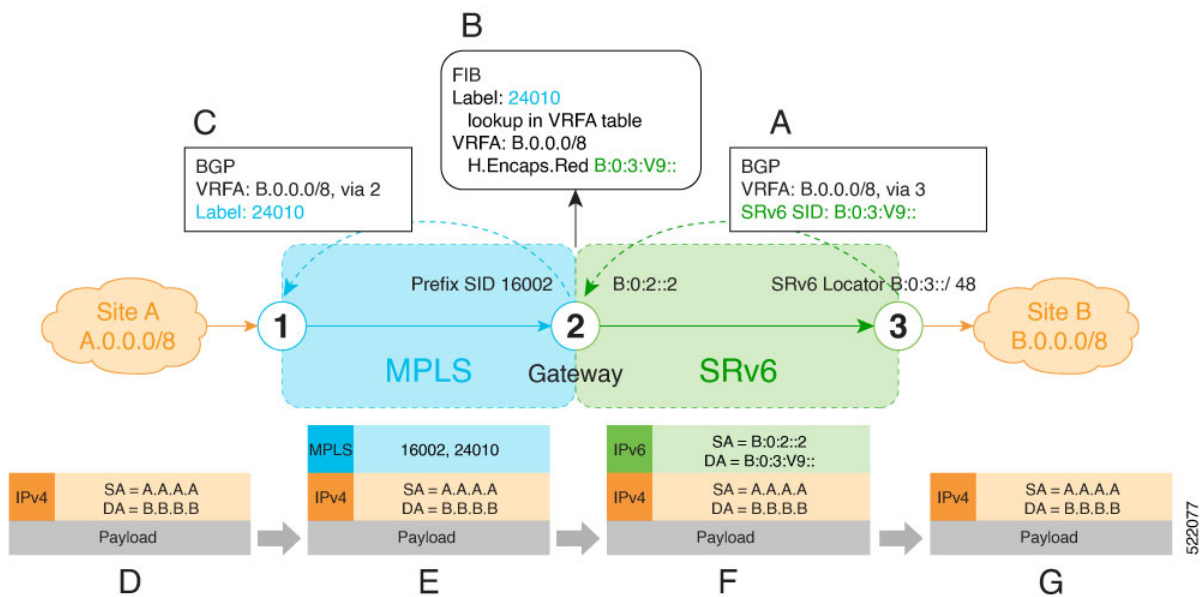 B
FIB
Label: 24010
lookup in VRFA table
VRFA: B.0.0.0/8
H.Encaps.Red B:0:3:V9::
C
BGP
VRFA: B.0.0.0/8, via 2
Label: 24010
A
BGP
VRFA: B.0.0.0/8, via 3
SRv6 SID: B:0:3:V9::
Prefix SID 16002
B:0:2::2
SRv6 Locator B:0:3::/ 48
Site A
A.0.0.0/8
1
2
3
Site B
B.0.0.0/8
MPLS
Gateway
SRv6
IPv4
SA = A.A.A.A
DA = B.B.B.B
Payload
D
MPLS
16002, 24010
IPv4
SA = A.A.A.A
DA = B.B.B.B
Payload
E
IPv6
SA = B:0:2::2
DA = B:0:3:V9::
IPv4
SA = A.A.A.A
DA = B.B.B.B
Payload
F
IPv4
SA = A.A.A.A
DA = B.B.B.B
Payload
G
522077